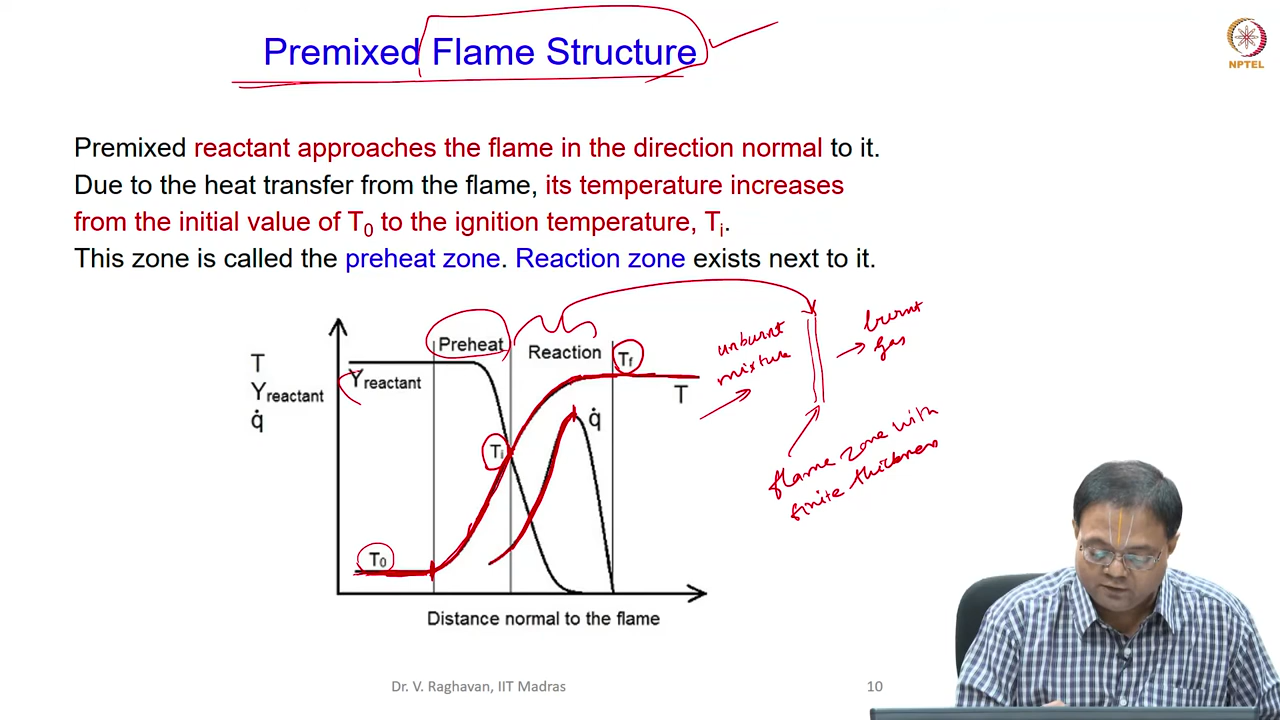 Premixed Flame Structure
NPTEL
Premixed reactant approaches the flame in the direction normal to it.
Due to the heat transfer from the flame, its temperature increases
from the initial value of T0 to the ignition temperature, Ti.
This zone is called the preheat zone. Reaction zone exists next to it.
T
Yreactant
q̇
Preheat
Reaction
Yreactant
Tf
T
q̇
Ti
T0
Distance normal to the flame
unburnt
mixture
burnt
gas
flame zone with
finite thickness
Dr. V. Raghavan, IIT Madras
10